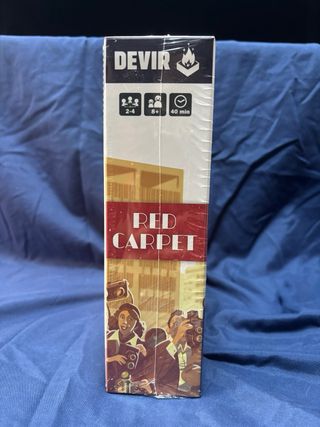 DEVIR
2-4 8+ 40 min
RED
CARPET